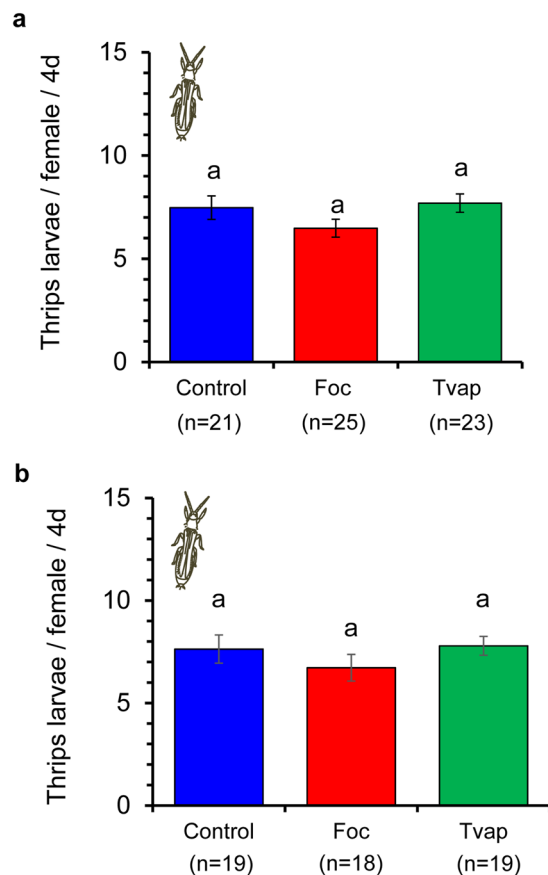 a
Thrips larvae / female / 4d
15
10
5
0
a
a
a
Control
Foc
Tvap
(n=21)
(n=25)
(n=23)
b
Thrips larvae / female / 4d
15
10
5
0
a
a
a
Control
Foc
Tvap
(n=19)
(n=18)
(n=19)